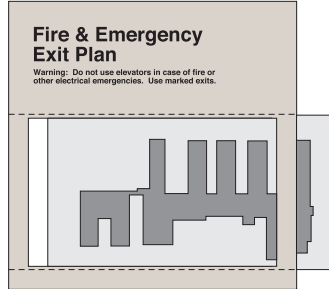 Fire & Emergency
Exit Plan
Warning:  Do not use elevators in case of fire or
other electrical emergencies.  Use marked exits.